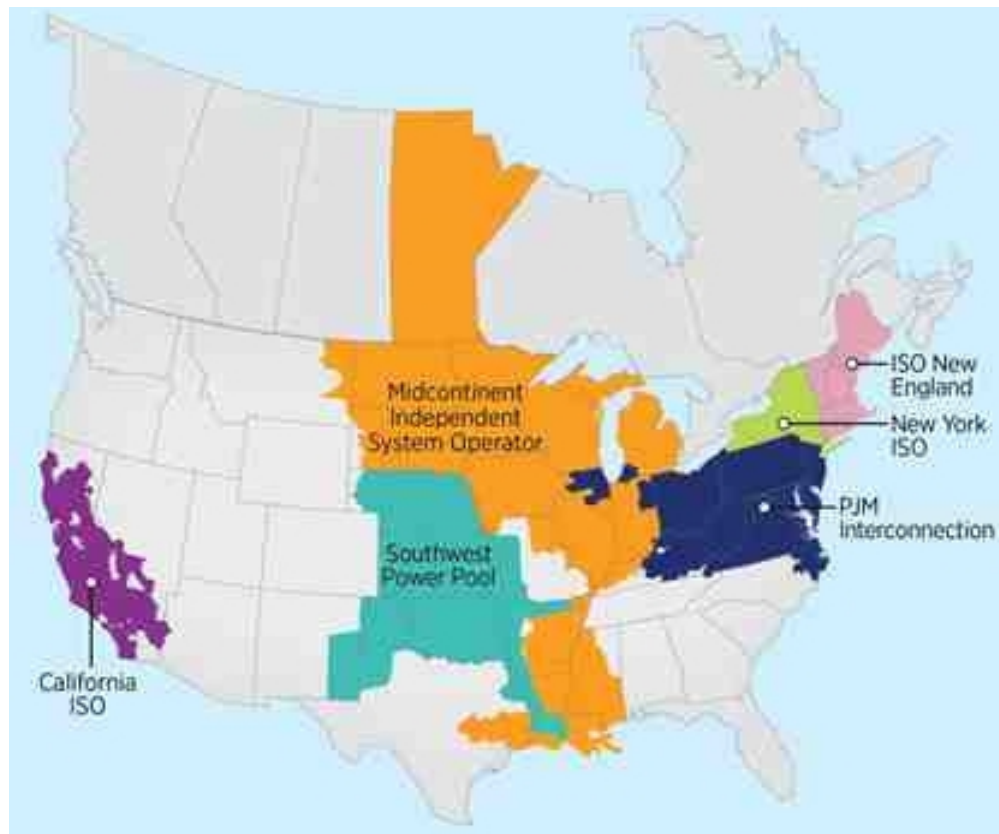 Midcontinent
Independent
System Operator
ISO New
England
New York
ISO
PJM
Interconnection
Southwest
Power Pool
California
ISO